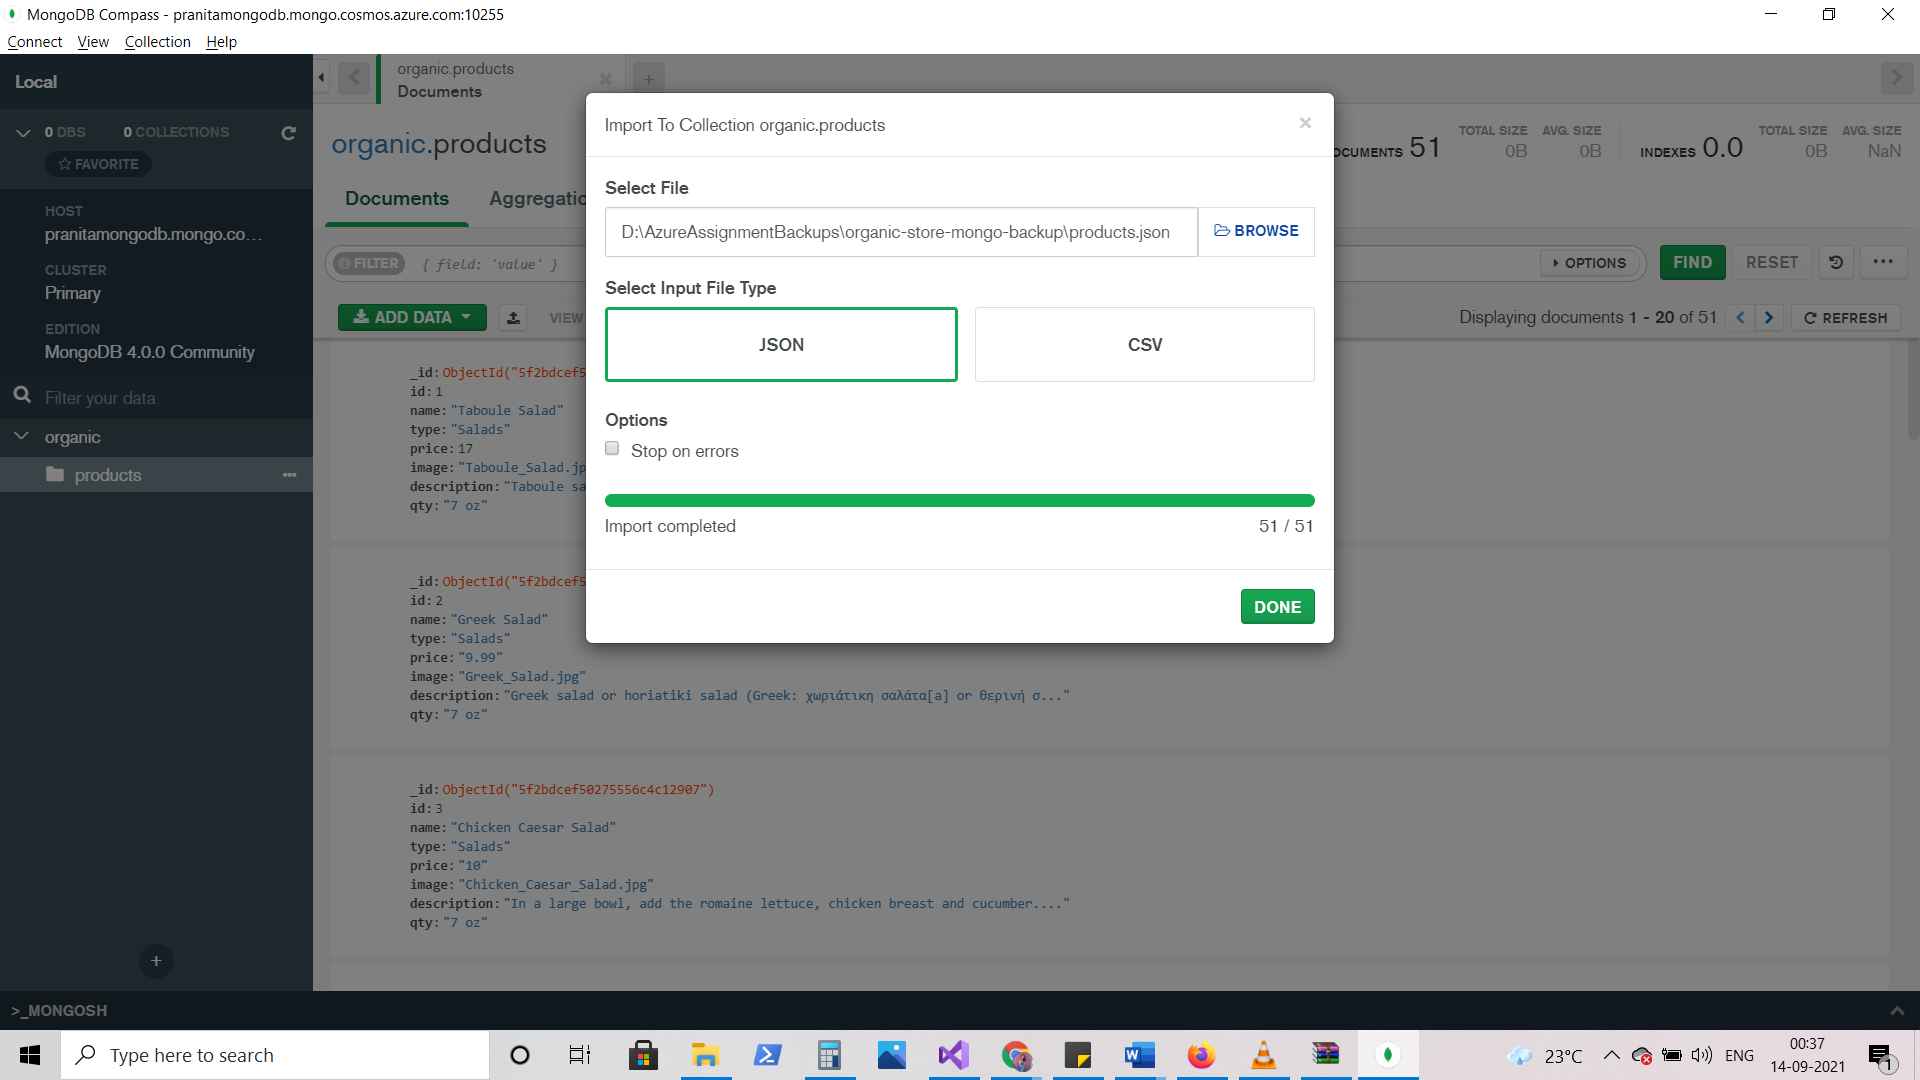 MongoDB Compass - pranitamongodb.mongo.cosmos.azure.com:10255
Connect View Collection Help
Local
0 DBS 0 COLLECTIONS
FAVORITE
HOST
pranitamongodb.mongo.co...
CLUSTER
Primary
EDITION
MongoDB 4.0.0 Community
Filter your data
organic
products
>_MONGOSH
organic.products
Documents
organic.products
OCUMENTS 51
TOTAL SIZE
0B
AVG. SIZE
0B
INDEXES 0.0
TOTAL SIZE
0B
AVG. SIZE
NaN
Documents Aggregatio
FILTER { field: 'value' }
OPTIONS
FIND RESET
ADD DATA VIEW
Displaying documents 1 - 20 of 51
REFRESH
Import To Collection organic.products
Select File
D:\AzureAssignmentBackups\organic-store-mongo-backup\products.json
BROWSE
Select Input File Type
JSON
CSV
Options
Stop on errors
Import completed 51 / 51
DONE
_id: ObjectId("5f2bdcef5
id: 1
name: "Taboule Salad"
type: "Salads"
price: 17
image: "Taboule_Salad.jp
description: "Taboule sa
qty: "7 oz"
_id: ObjectId("5f2bdcef5
id: 2
name: "Greek Salad"
type: "Salads"
price: "9.99"
image: "Greek_Salad.jpg"
description: "Greek salad or horiatiki salad (Greek: χωριάτικη σαλάτα[a] or θερινή σ..."
qty: "7 oz"
_id: ObjectId("5f2bdcef50275556c4c12907")
id: 3
name: "Chicken Caesar Salad"
type: "Salads"
price: "10"
image: "Chicken_Caesar_Salad.jpg"
description: "In a large bowl, add the romaine lettuce, chicken breast and cucumber...."
qty: "7 oz"
Type here to search
23°C
ENG
00:37
14-09-2021
1